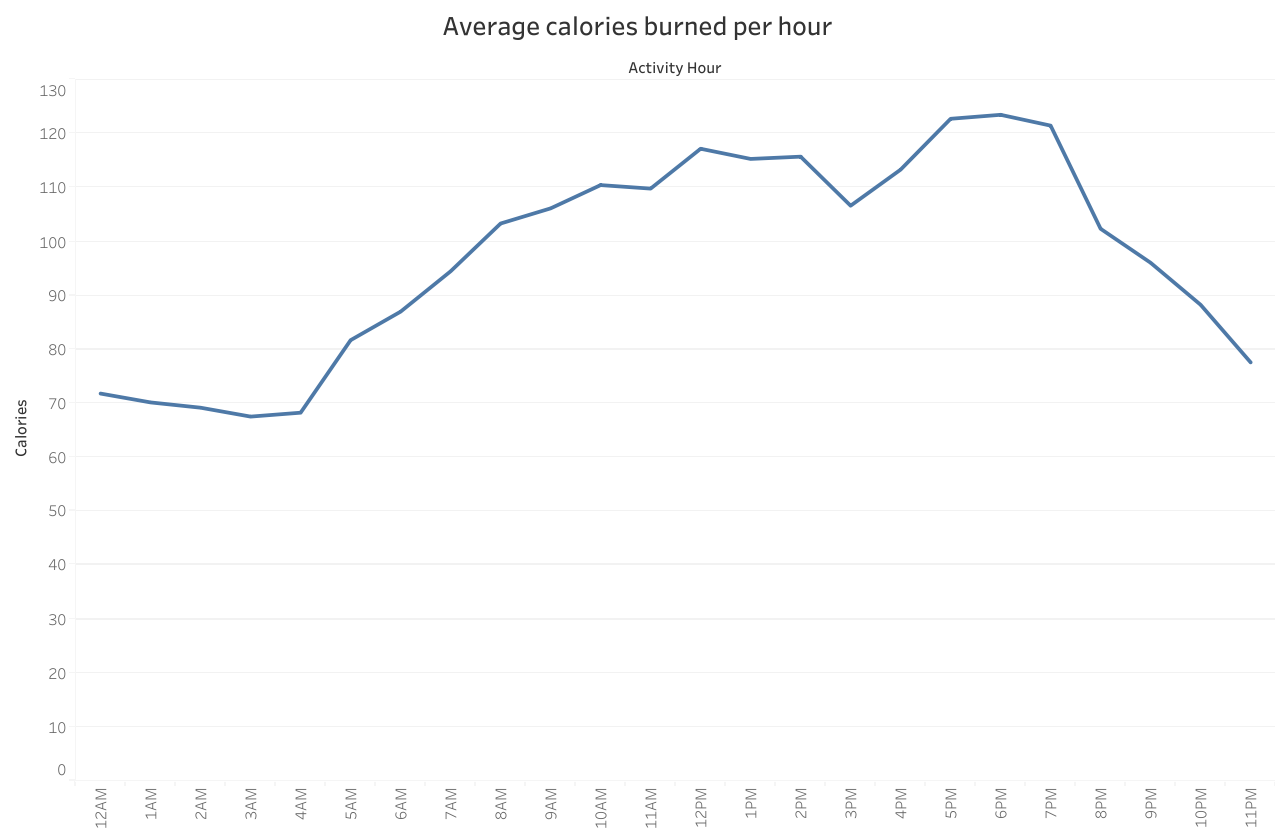 Average calories burned per hour
Activity Hour
130
120
110
100
90
80
70
60
50
40
30
20
10
0
Calories
12AM
1AM
2AM
3AM
4AM
5AM
6AM
7AM
8AM
9AM
10AM
11AM
12PM
1PM
2PM
3PM
4PM
5PM
6PM
7PM
8PM
9PM
10PM
11PM